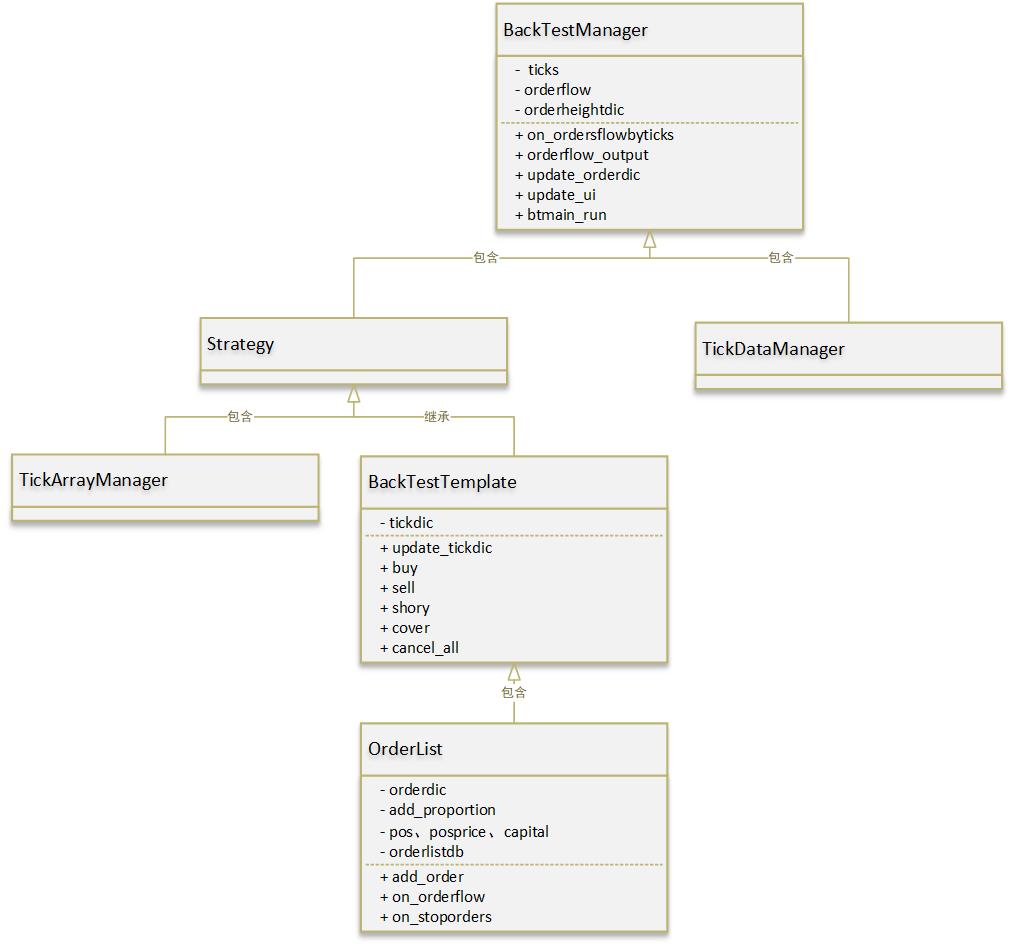 BackTestManager
- ticks
- orderflow
- orderheightdic
+ on_ordersflowbyticks
+ orderflow_output
+ update_orderdic
+ update_ui
+ btmain_run
包含
包含
Strategy
TickDataManager
包含
继承
TickArrayManager
BackTestTemplate
- tickdic
+ update_tickdic
+ buy
+ sell
+ shory
+ cover
+ cancel_all
包含
OrderList
- orderdic
- add_proportion
- pos、posprice、capital
- orderlistdb
+ add_order
+ on_orderflow
+ on_stoporders